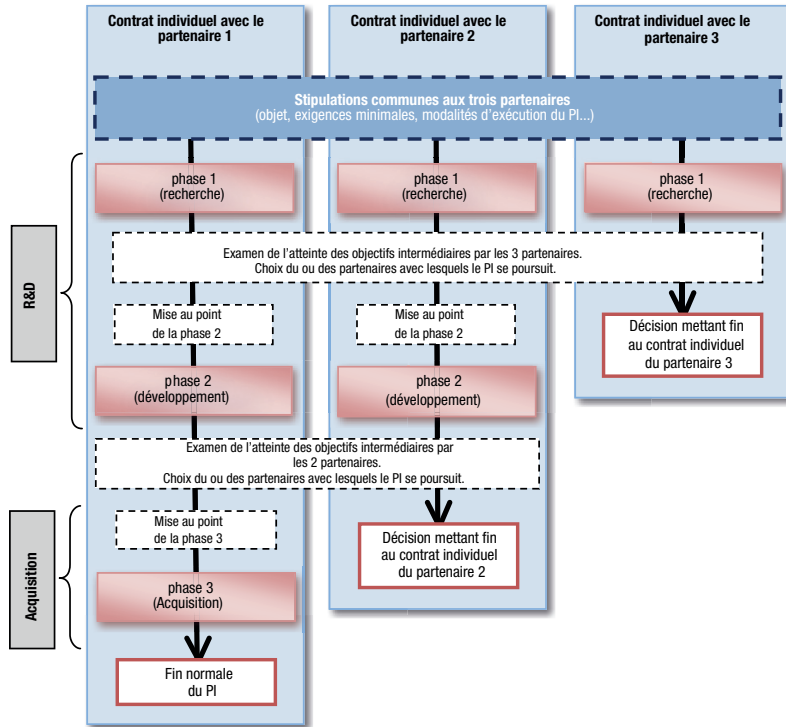 Contrat individuel avec le
partenaire 1
Contrat individuel avec le
partenaire 2
Contrat individuel avec le
partenaire 3
Stipulations communes aux trois partenaires
(objet, exigences minimales, modalités d'exécution du PI...)
R&D
phase 1
(recherche)
phase 1
(recherche)
phase 1
(recherche)
Examen de l'atteinte des objectifs intermédiaires par les 3 partenaires.
Choix du ou des partenaires avec lesquels le PI se poursuit.
Mise au point
de la phase 2
Mise au point
de la phase 2
Décision mettant fin
au contrat individuel
du partenaire 3
phase 2
(développement)
phase 2
(développement)
Examen de l'atteinte des objectifs intermédiaires par
les 2 partenaires.
Choix du ou des partenaires avec lesquels le PI se poursuit.
Acquisition
Mise au point
de la phase 3
Décision mettant fin
au contrat individuel
du partenaire 2
phase 3
(Acquisition)
Fin normale
du PI